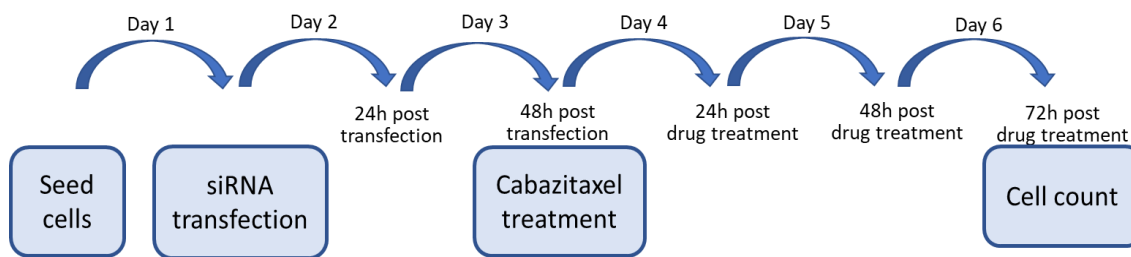 Day 1
Day 2
Day 3
Day 4
Day 5
Day 6
24h post
transfection
48h post
transfection
24h post
drug treatment
48h post
drug treatment
72h post
drug treatment
Seed
cells
siRNA
transfection
Cabazitaxel
treatment
Cell count